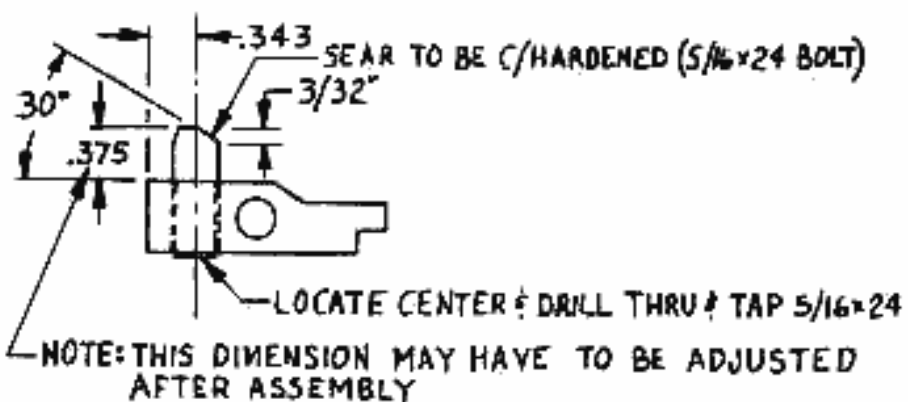 .343
SEAR TO BE C/HARDENED (5/16×24 BOLT)
3/32"
30°
.375
LOCATE CENTER & DRILL THRU & TAP 5/16×24
NOTE: THIS DIMENSION MAY HAVE TO BE ADJUSTED
AFTER ASSEMBLY